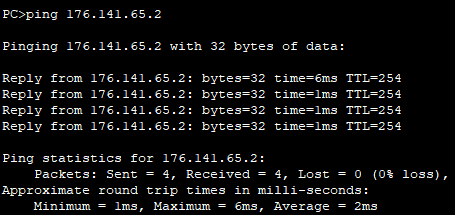 PC>ping 176.141.65.2
Pinging 176.141.65.2 with 32 bytes of data:
Reply from 176.141.65.2: bytes=32 time=6ms TTL=254
Reply from 176.141.65.2: bytes=32 time=1ms TTL=254
Reply from 176.141.65.2: bytes=32 time=1ms TTL=254
Reply from 176.141.65.2: bytes=32 time=1ms TTL=254
Ping statistics for 176.141.65.2:
    Packets: Sent = 4, Received = 4, Lost = 0 (0% loss),
Approximate round trip times in milli-seconds:
    Minimum = 1ms, Maximum = 6ms, Average = 2ms